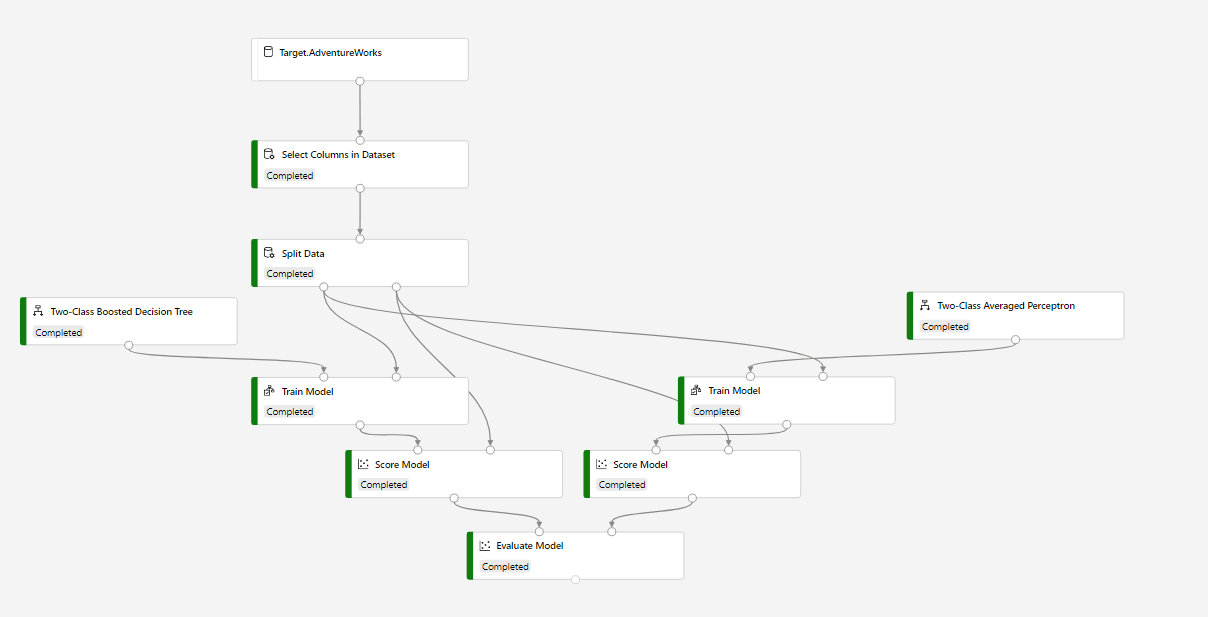 Target.AdventureWorks
Select Columns in Dataset
Completed
Split Data
Completed
Two-Class Boosted Decision Tree
Completed
Two-Class Averaged Perceptron
Completed
Train Model
Completed
Train Model
Completed
Score Model
Completed
Score Model
Completed
Evaluate Model
Completed